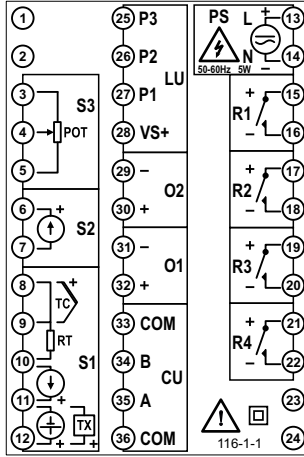 1
2
3
4
5
POT
S3
6
+
7
S2
8
TC
9
RT
10
S1
11
+
TX
12
+
+
25 P3
26 P2
27 P1
LU
28 VS+
29 −
O2
30 +
31 −
O1
32 +
33 COM
34 B
CU
35 A
36 COM
PS
L
+
13
N
−
14
50-60Hz 5W
15
+
R1
−
16
17
+
R2
−
18
19
+
R3
−
20
21
+
R4
−
22
23
116-1-1
24